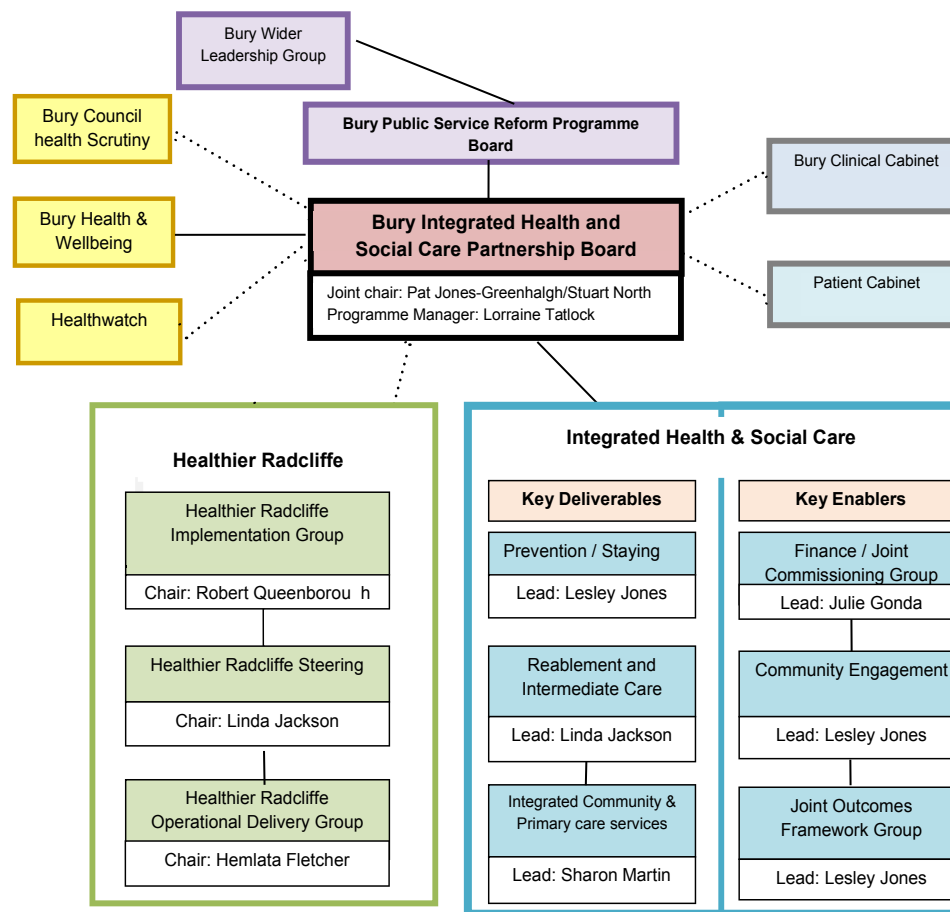 Bury Wider
Leadership Group
Bury Council
health Scrutiny
Bury Public Service Reform Programme
Board
Bury Clinical Cabinet
Bury Health &
Wellbeing
Bury Integrated Health and
Social Care Partnership Board
Joint chair: Pat Jones-Greenhalgh/Stuart North
Programme Manager: Lorraine Tatlock
Healthwatch
Patient Cabinet
Healthier Radcliffe
Healthier Radcliffe
Implementation Group
Chair: Robert Queenborou h
Healthier Radcliffe Steering
Chair: Linda Jackson
Healthier Radcliffe
Operational Delivery Group
Chair: Hemlata Fletcher
Integrated Health & Social Care
Key Deliverables
Prevention / Staying
Lead: Lesley Jones
Reablement and
Intermediate Care
Lead: Linda Jackson
Integrated Community &
Primary care services
Lead: Sharon Martin
Key Enablers
Finance / Joint
Commissioning Group
Lead: Julie Gonda
Community Engagement
Lead: Lesley Jones
Joint Outcomes
Framework Group
Lead: Lesley Jones